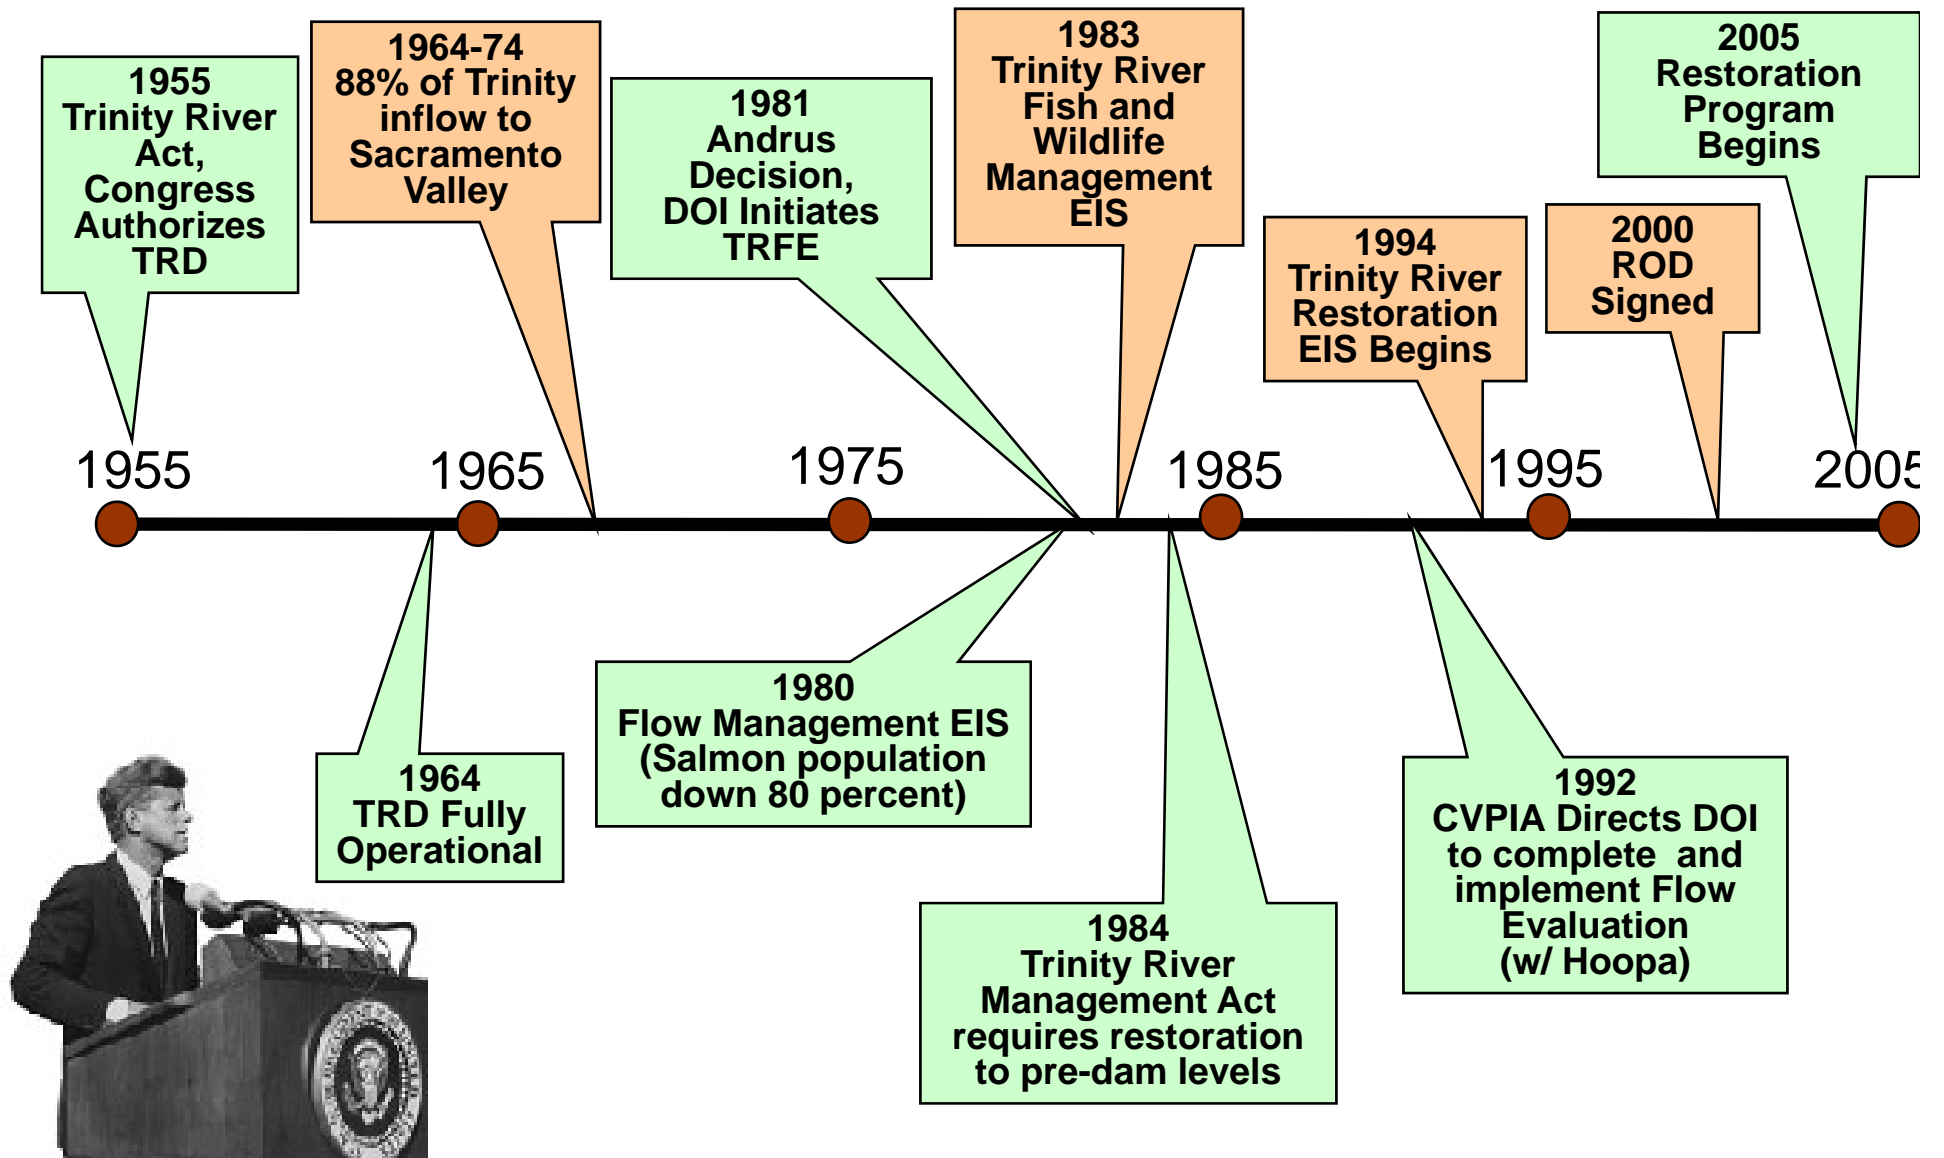 1955
Trinity River
Act,
Congress
Authorizes
TRD
1964-74
88% of Trinity
inflow to
Sacramento
Valley
1981
Andrus
Decision,
DOI Initiates
TRFE
1983
Trinity River
Fish and
Wildlife
Management
EIS
1994
Trinity River
Restoration
EIS Begins
2000
ROD
Signed
2005
Restoration
Program
Begins
1955
1965
1975
1985
1995
2005
1964
TRD Fully
Operational
1980
Flow Management EIS
(Salmon population
down 80 percent)
1984
Trinity River
Management Act
requires restoration
to pre-dam levels
1992
CVPIA Directs DOI
to complete  and
implement Flow
Evaluation
(w/ Hoopa)